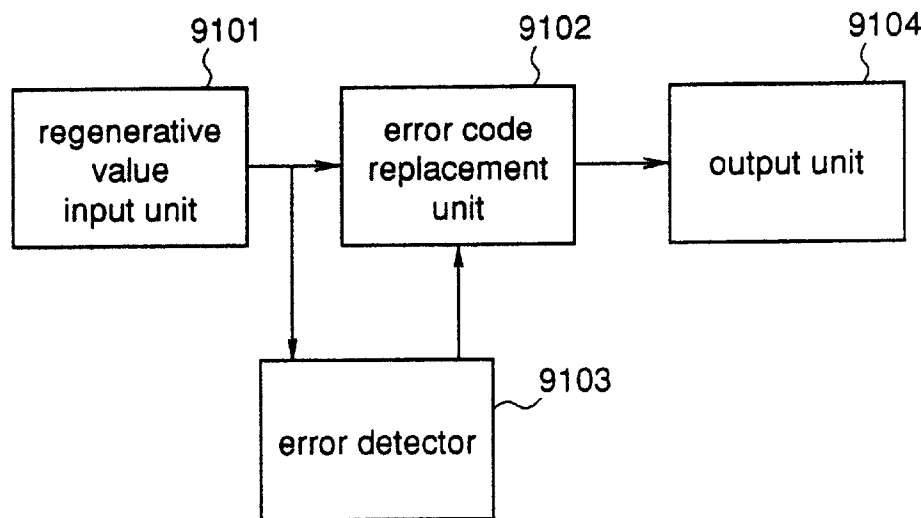 9101
9102
9104
regenerative
value
input unit
error code
replacement
unit
output unit
9103
error detector